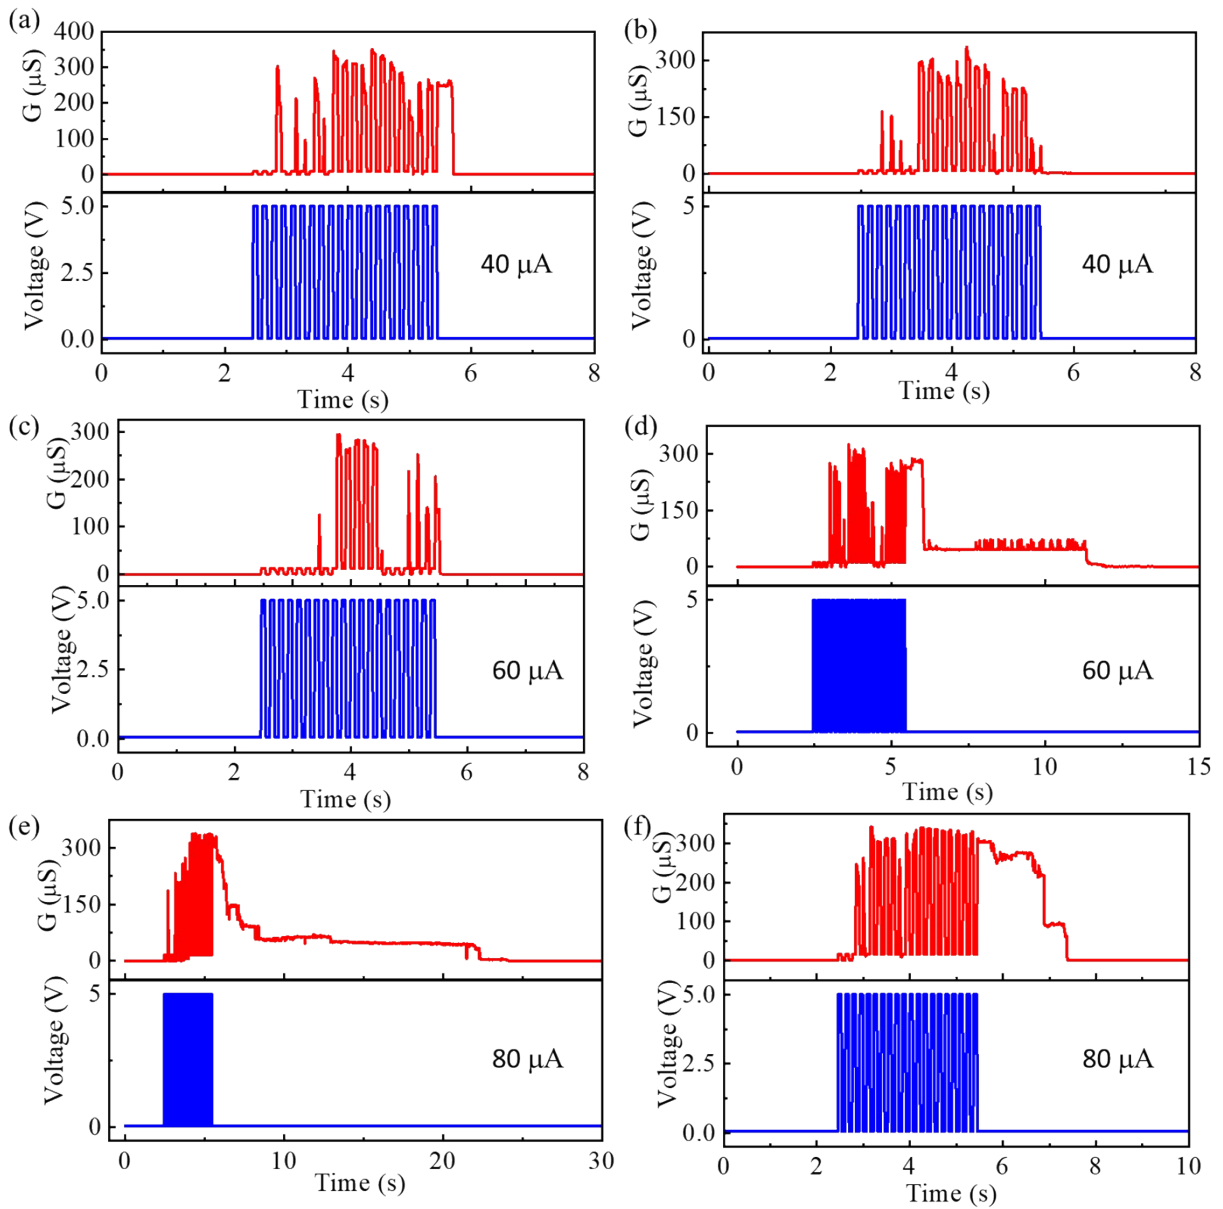 (a)
G (μS)
400
300
200
100
0
Voltage (V)
5.0
2.5
0.0
40 μA
0 2 4 6 8
Time (s)
(b)
G (μS)
300
150
0
Voltage (V)
5
0
40 μA
0 2 4 6 8
Time (s)
(c)
G (μS)
300
200
100
0
Voltage (V)
5.0
2.5
0.0
60 μA
0 2 4 6 8
Time (s)
(d)
G (μS)
300
150
0
Voltage (V)
5
0
60 μA
0 5 10 15
Time (s)
(e)
G (μS)
300
150
0
Voltage (V)
5
0
80 μA
0 10 20 30
Time (s)
(f)
G (μS)
300
200
100
0
Voltage (V)
5.0
2.5
0.0
80 μA
0 2 4 6 8 10
Time (s)